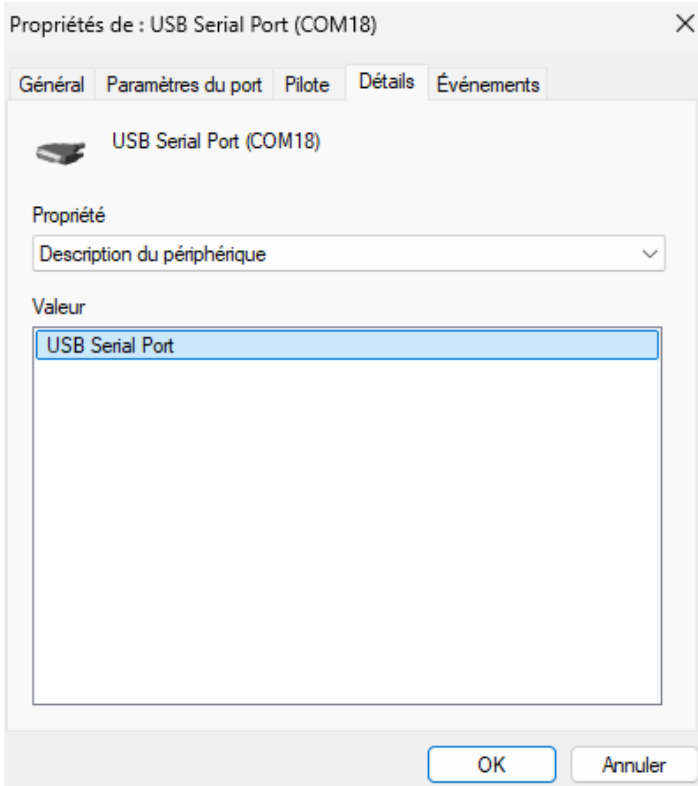 Propriétés de : USB Serial Port (COM18)
Général Paramètres du port Pilote Détails Événements
USB Serial Port (COM18)
Propriété
Description du périphérique
Valeur
USB Serial Port
OK Annuler